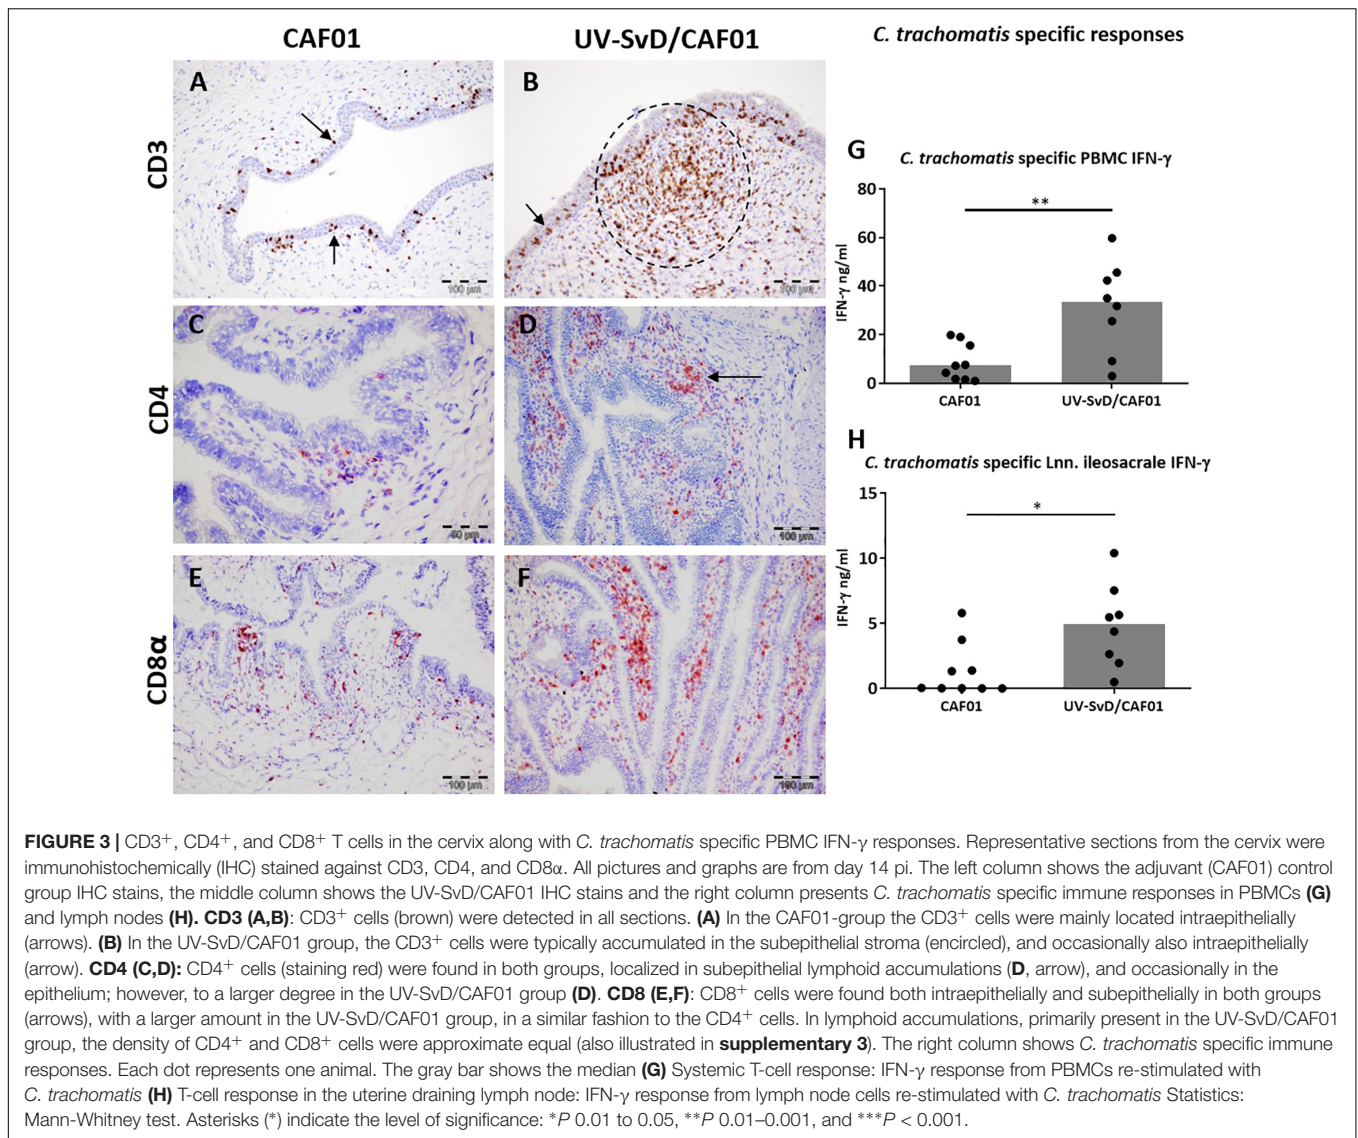 CAF01
UV-SvD/CAF01
C. trachomatis specific responses
CD3
A
100 µm
B
100 µm
CD4
C
50 µm
D
100 µm
CD8α
E
100 µm
F
100 µm
G
C. trachomatis specific PBMC IFN-γ
IFN-γ ng/ml
80
60
40
20
0
**
CAF01
UV-SvD/CAF01
H
C. trachomatis specific Lnn. ileosacrale IFN-γ
IFN-γ ng/ml
15
10
5
0
*
CAF01
UV-SvD/CAF01
FIGURE 3 | CD3+, CD4+, and CD8+ T cells in the cervix along with C. trachomatis specific PBMC IFN-γ responses. Representative sections from the cervix were
immunohistochemically (IHC) stained against CD3, CD4, and CD8α. All pictures and graphs are from day 14 pi. The left column shows the adjuvant (CAF01) control
group IHC stains, the middle column shows the UV-SvD/CAF01 IHC stains and the right column presents C. trachomatis specific immune responses in PBMCs (G)
and lymph nodes (H). CD3 (A,B): CD3+ cells (brown) were detected in all sections. (A) In the CAF01-group the CD3+ cells were mainly located intraepithelially
(arrows). (B) In the UV-SvD/CAF01 group, the CD3+ cells were typically accumulated in the subepithelial stroma (encircled), and occasionally also intraepithelially
(arrow). CD4 (C,D): CD4+ cells (staining red) were found in both groups, localized in subepithelial lymphoid accumulations (D, arrow), and occasionally in the
epithelium; however, to a larger degree in the UV-SvD/CAF01 group (D). CD8 (E,F): CD8+ cells were found both intraepithelially and subepithelially in both groups
(arrows), with a larger amount in the UV-SvD/CAF01 group, in a similar fashion to the CD4+ cells. In lymphoid accumulations, primarily present in the UV-SvD/CAF01
group, the density of CD4+ and CD8+ cells were approximate equal (also illustrated in supplementary 3). The right column shows C. trachomatis specific immune
responses. Each dot represents one animal. The gray bar shows the median (G) Systemic T-cell response: IFN-γ response from PBMCs re-stimulated with
C. trachomatis (H) T-cell response in the uterine draining lymph node: IFN-γ response from lymph node cells re-stimulated with C. trachomatis Statistics:
Mann-Whitney test. Asterisks (*) indicate the level of significance: *P 0.01 to 0.05, **P 0.01–0.001, and ***P < 0.001.